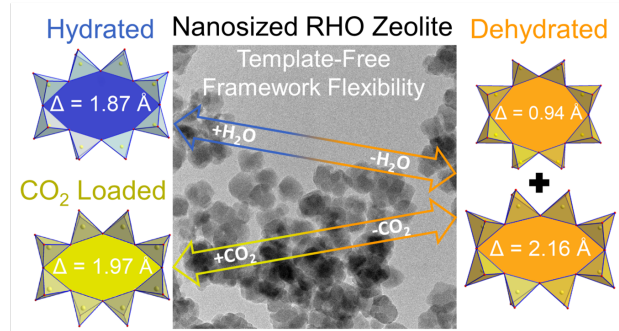 Hydrated
Nanosized RHO Zeolite
Dehydrated
Template-Free
Framework Flexibility
Δ = 1.87 Å
Δ = 0.94 Å
+H₂O
-H₂O
CO₂ Loaded
+
-CO₂
+CO₂
Δ = 1.97 Å
Δ = 2.16 Å